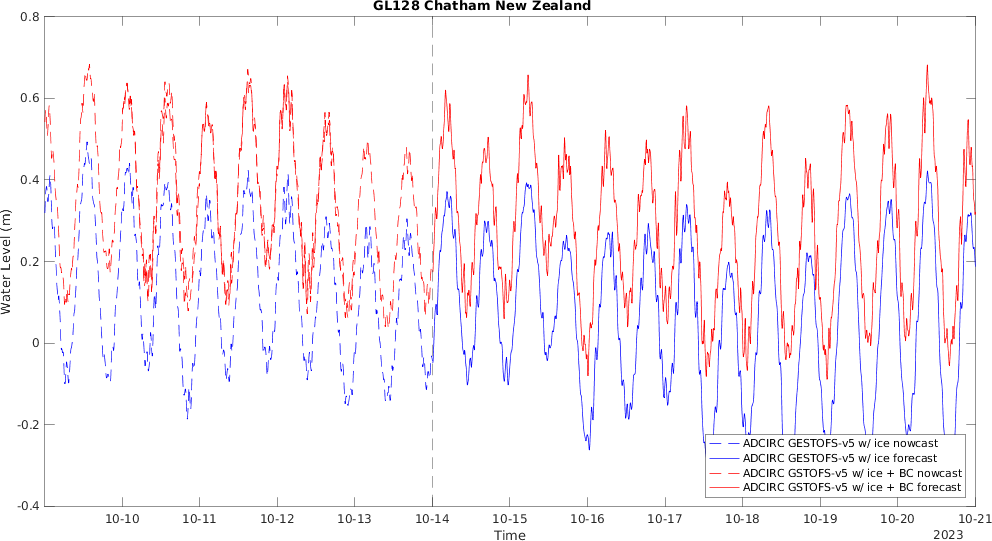 GL128 Chatham New Zealand
0.8
0.6
0.4
0.2
0
-0.2
-0.4
Water Level (m)
ADCIRC GESTOFS-v5 w/ ice nowcast
ADCIRC GESTOFS-v5 w/ ice forecast
ADCIRC GSTOFS-v5 w/ ice + BC nowcast
ADCIRC GSTOFS-v5 w/ ice + BC forecast
10-10 10-11 10-12 10-13 10-14 10-15 10-16 10-17 10-18 10-19 10-20 10-21
Time
2023